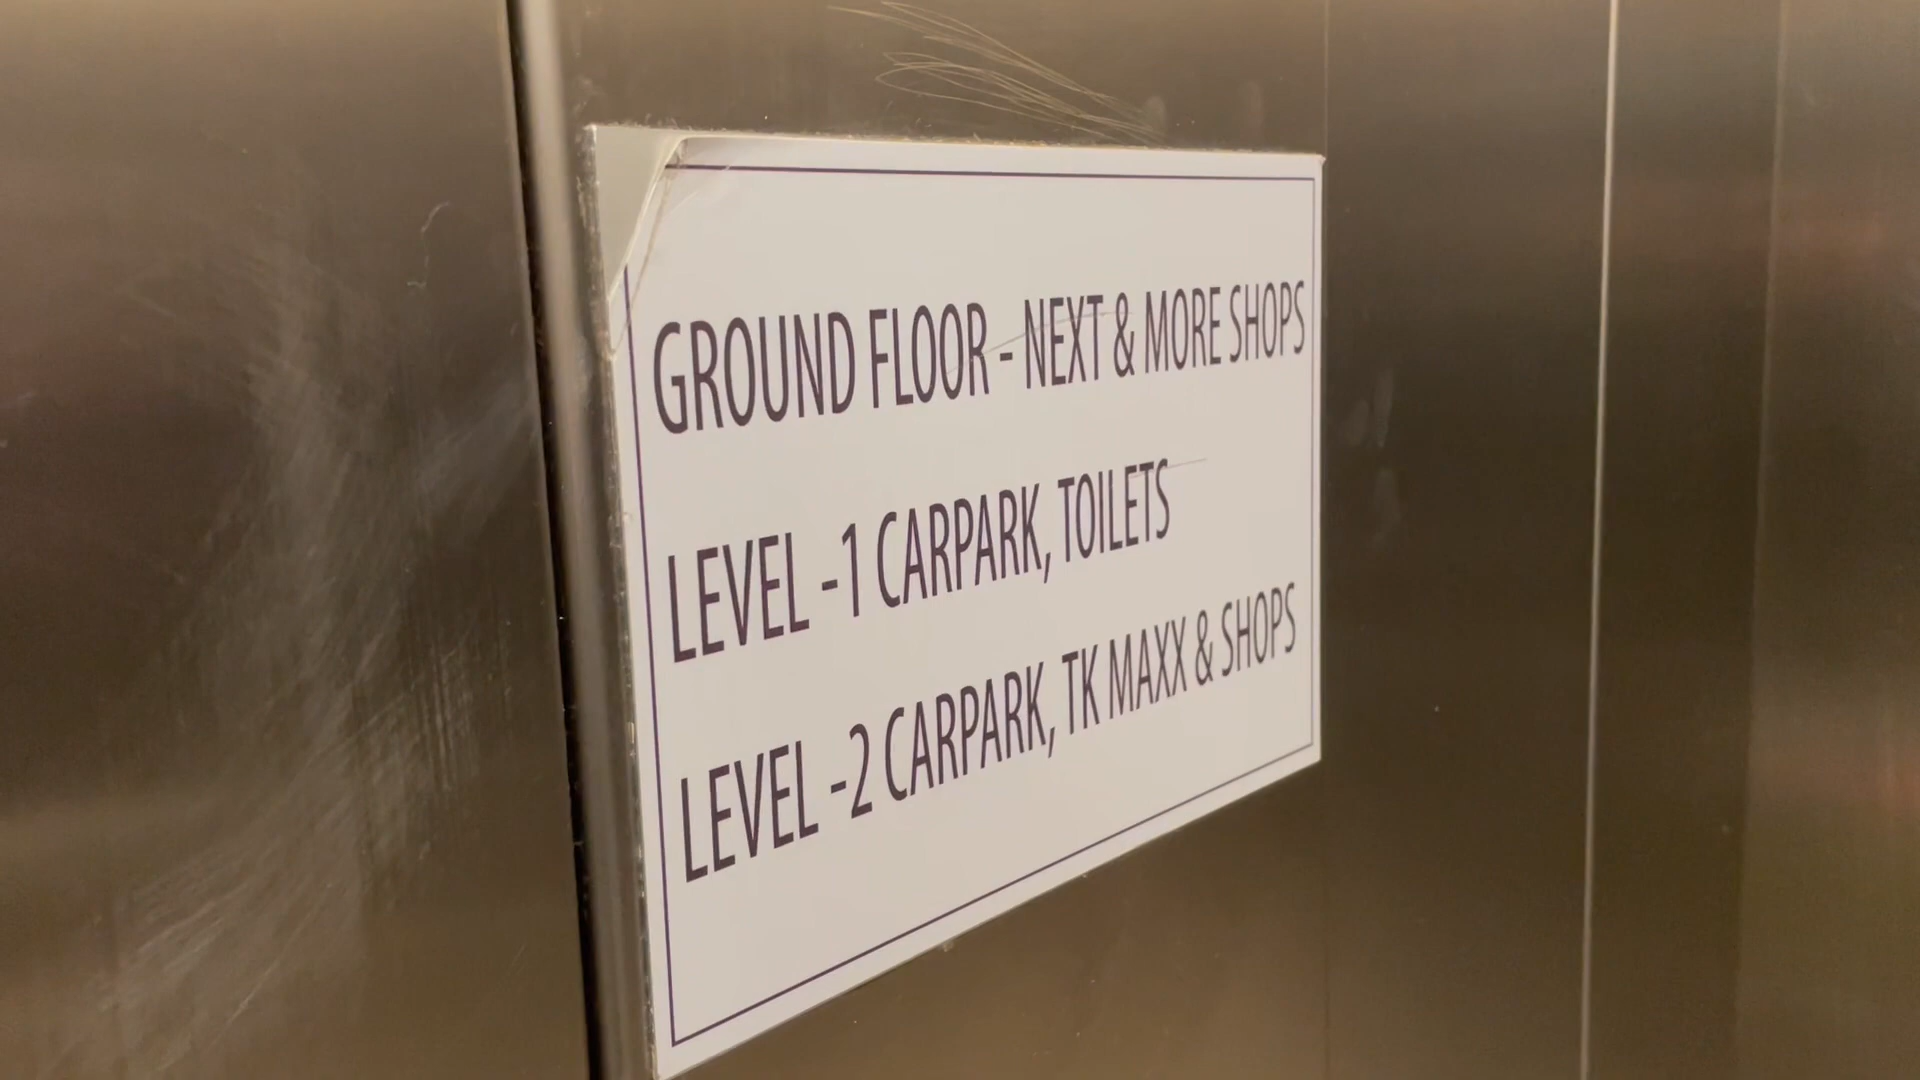 GROUND FLOOR - NEXT & MORE SHOPS
LEVEL -1 CARPARK, TOILETS
LEVEL -2 CARPARK, TK MAXX & SHOPS